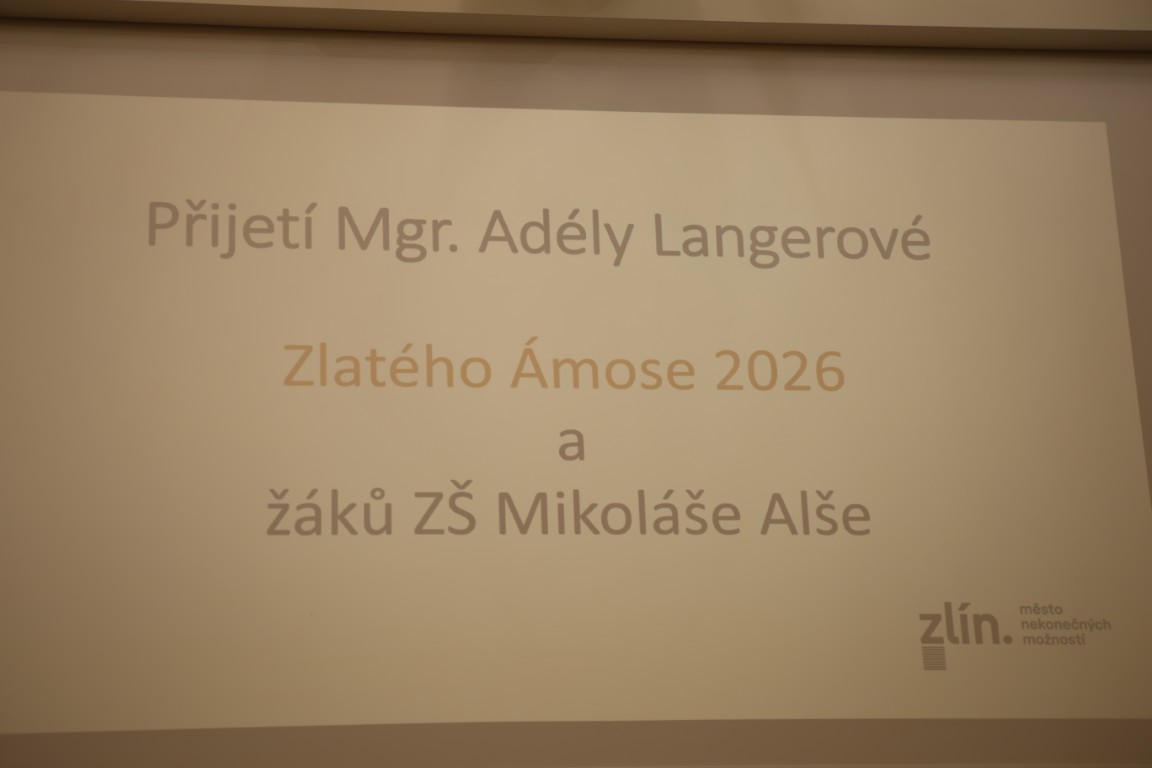 Přijetí Mgr. Adély Langerové
Zlatého Ámose 2026
a
žáků ZŠ Mikoláše Alše
zlín.
město
nekonečných
možností